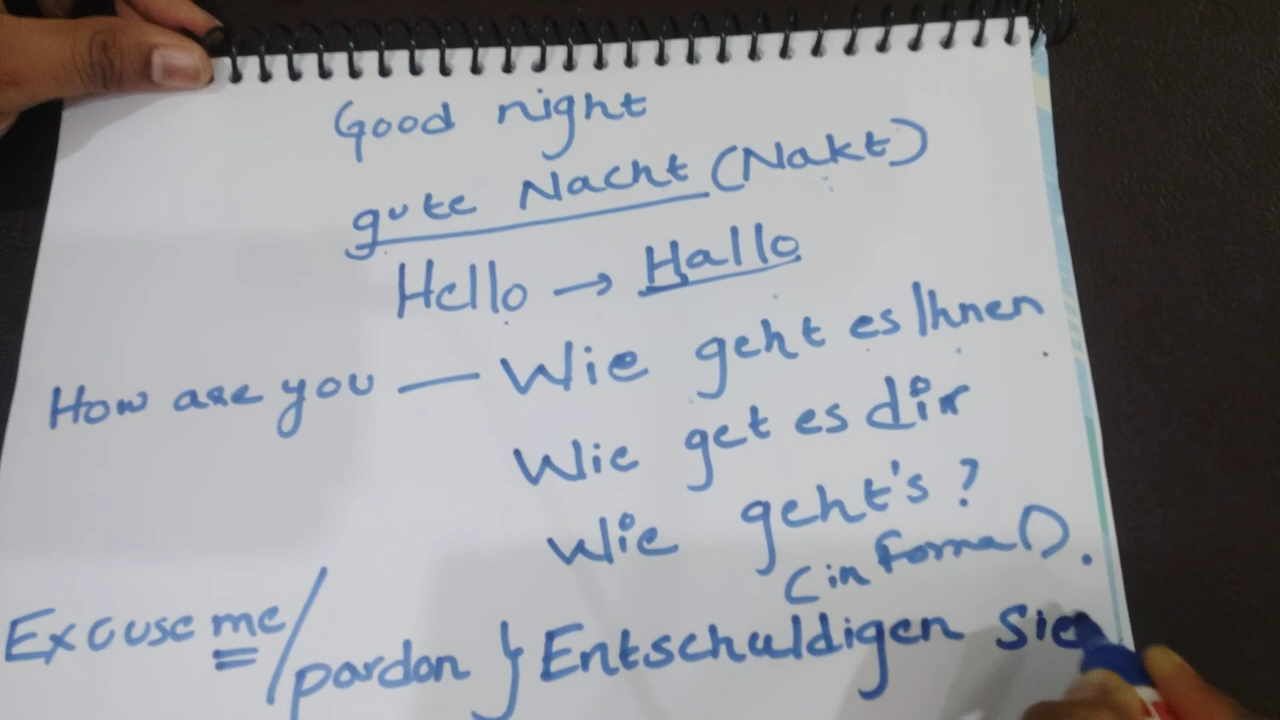 Good night
gute Nacht (Nakt)
Hello → Hallo
How are you — Wie geht es Ihnen
Wie get es dir
Wie geht's ?
(informal).
Excuse me / pardon } Entschuldigen Sie